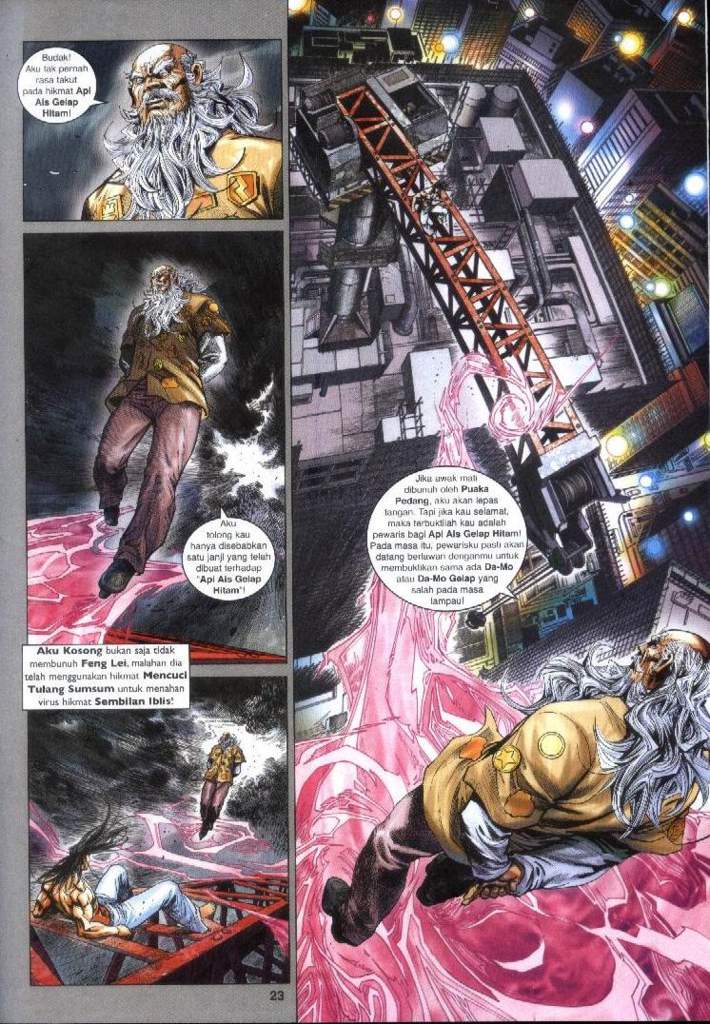 Budak!
Aku tak pernah
rasa takut
pada hikmat Api
Ais Gelap
Hitam!
Aku
tolong kau
hanya disebabkan
satu janji yang telah
dibuat terhadap
"Api Ais Gelap
Hitam"!
Aku Kosong bukan saja tidak
membunuh Feng Lei, malahan dia
telah menggunakan hikmat Mencuci
Tulang Sumsum untuk menahan
virus hikmat Sembilan Iblis!
Jika awak mati
dibunuh oleh Puaka
Pedang, aku akan lepas
tangan. Tapi jika kau selamat,
maka terbuktilah kau adalah
pewaris bagi Api Ais Gelap Hitam!
Pada masa itu, pewarisku pasti akan
datang berlawan denganmu untuk
membuktikan sama ada Da-Mo
atau Da-Mo Gelap yang
salah pada masa
lampau!
23